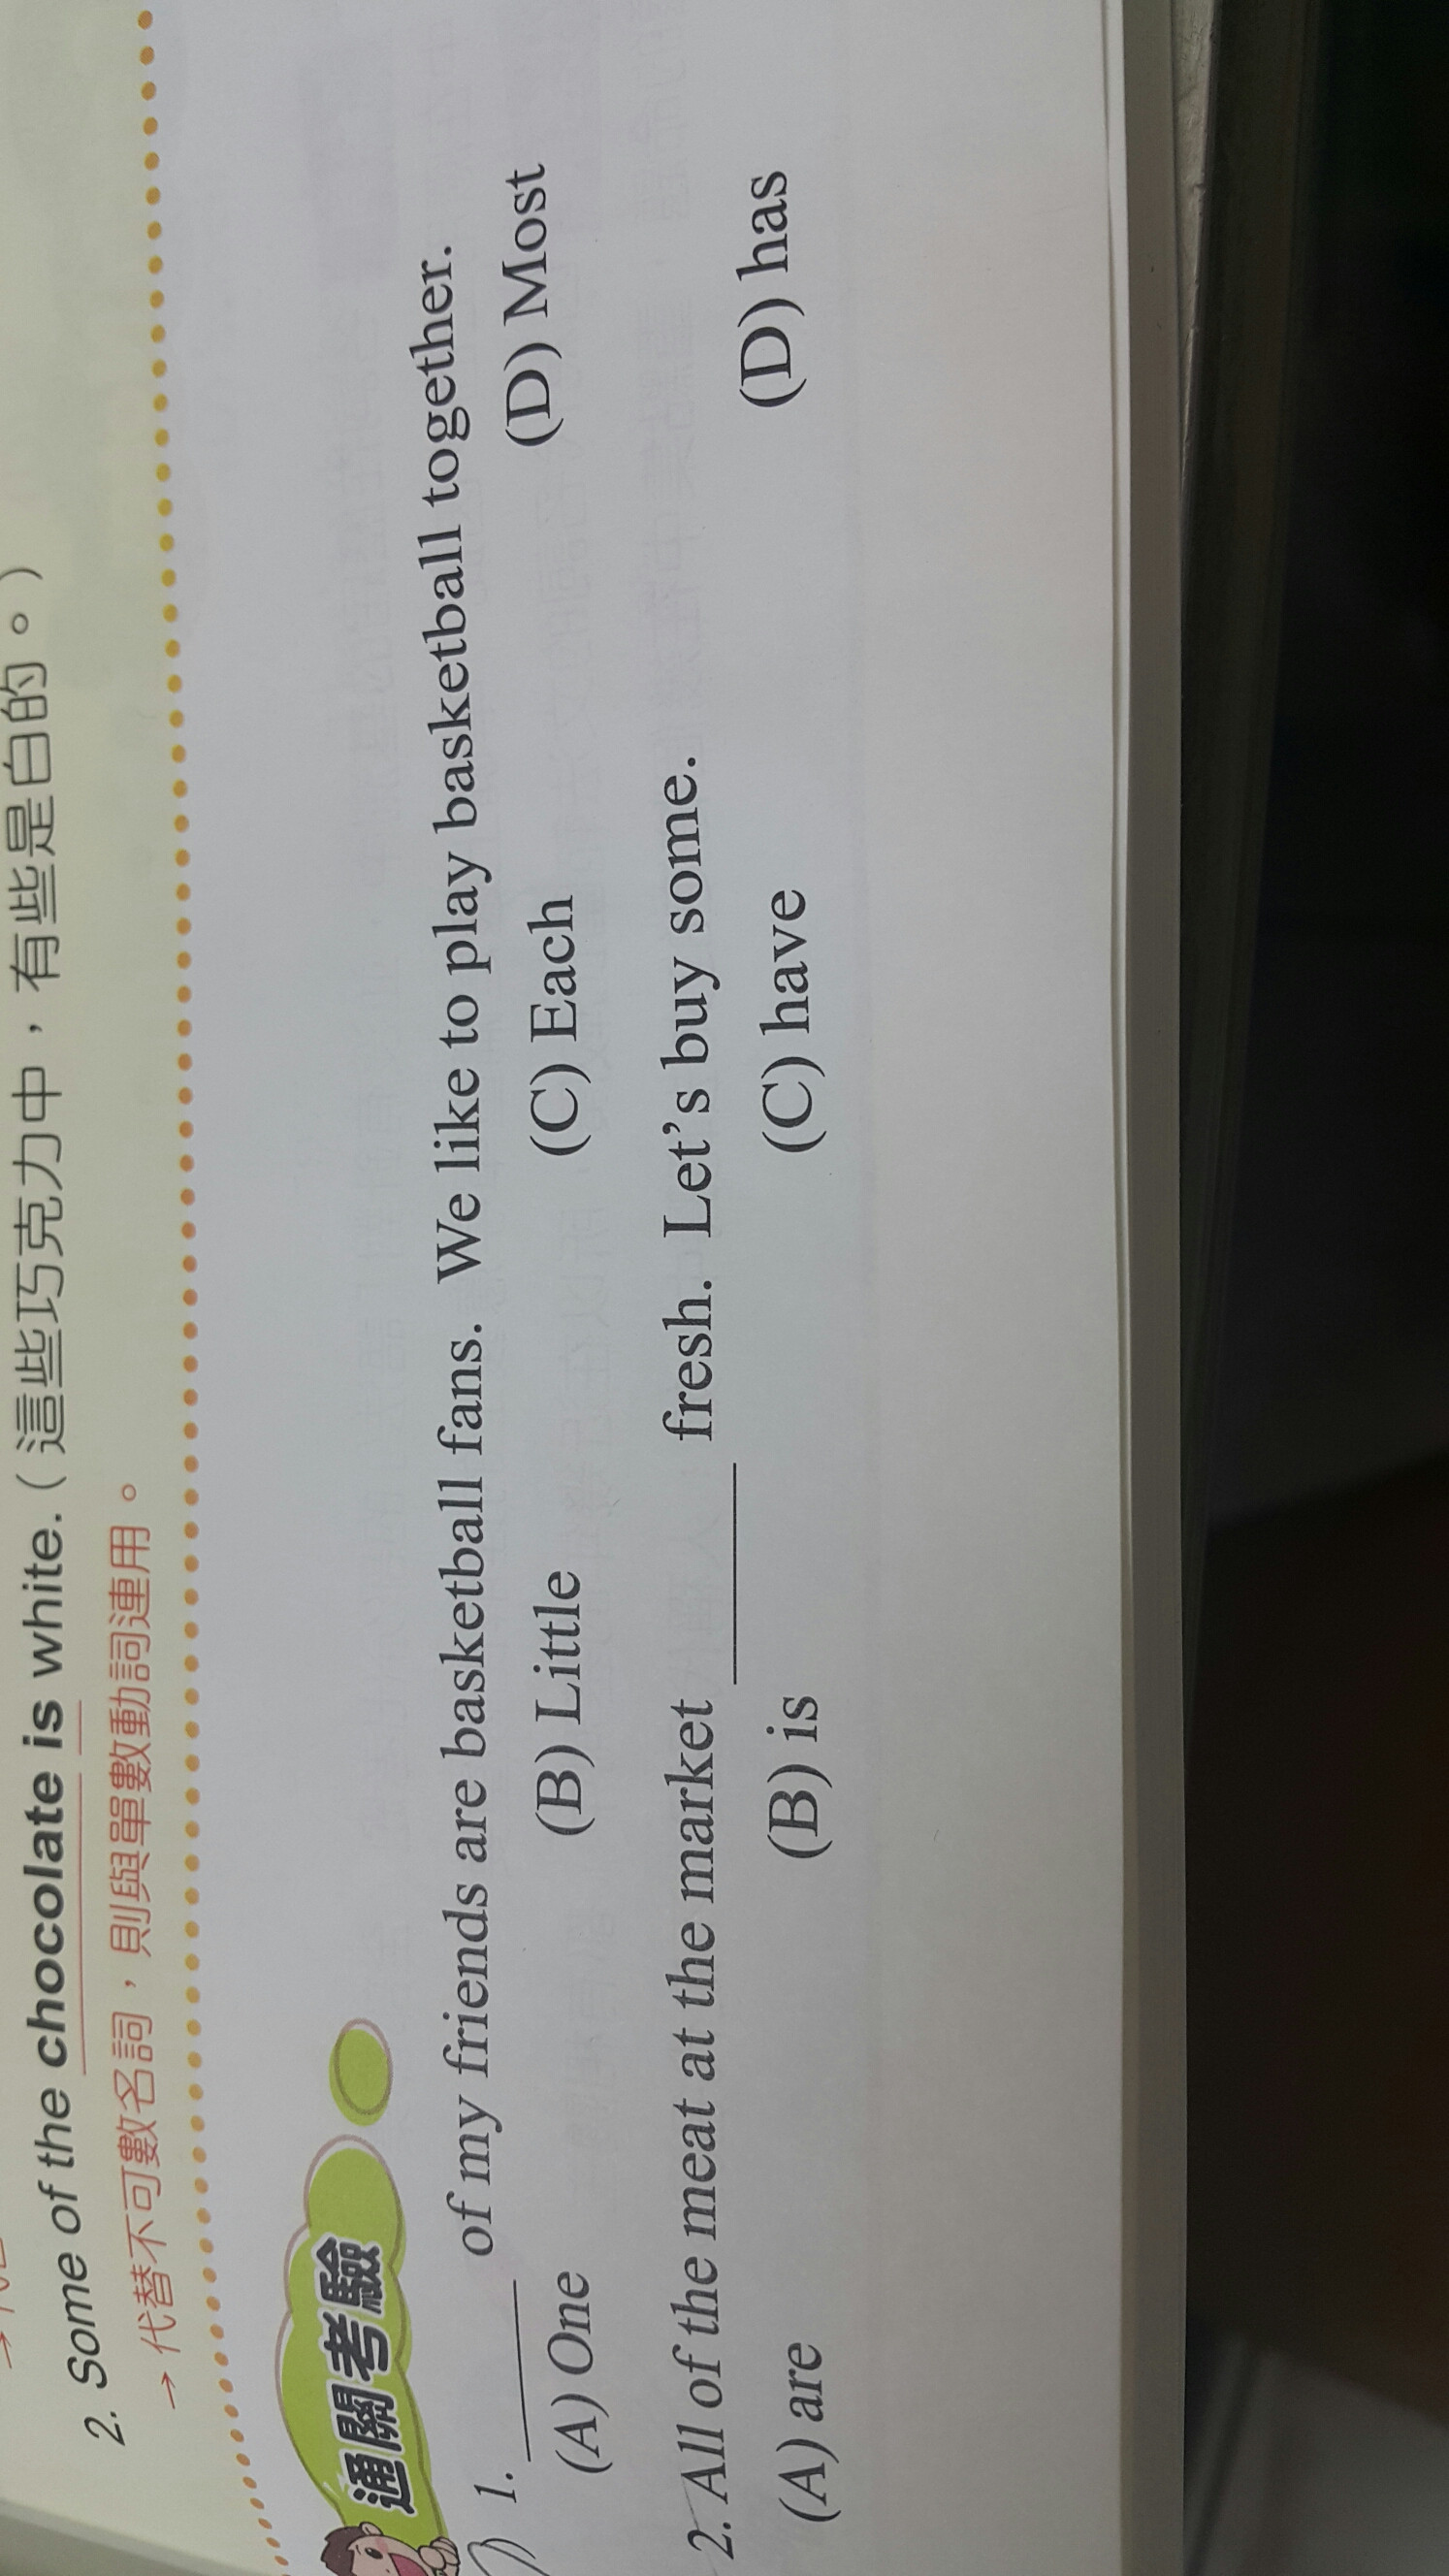 2. Some of the chocolate is white.（這些巧克力中，有些是白的。）
→ 代替不可數名詞，則與單數動詞連用。
通關考驗
1. ______ of my friends are basketball fans. We like to play basketball together.
(A) One (B) Little (C) Each (D) Most
2. All of the meat at the market ______ fresh. Let's buy some.
(A) are (B) is (C) have (D) has